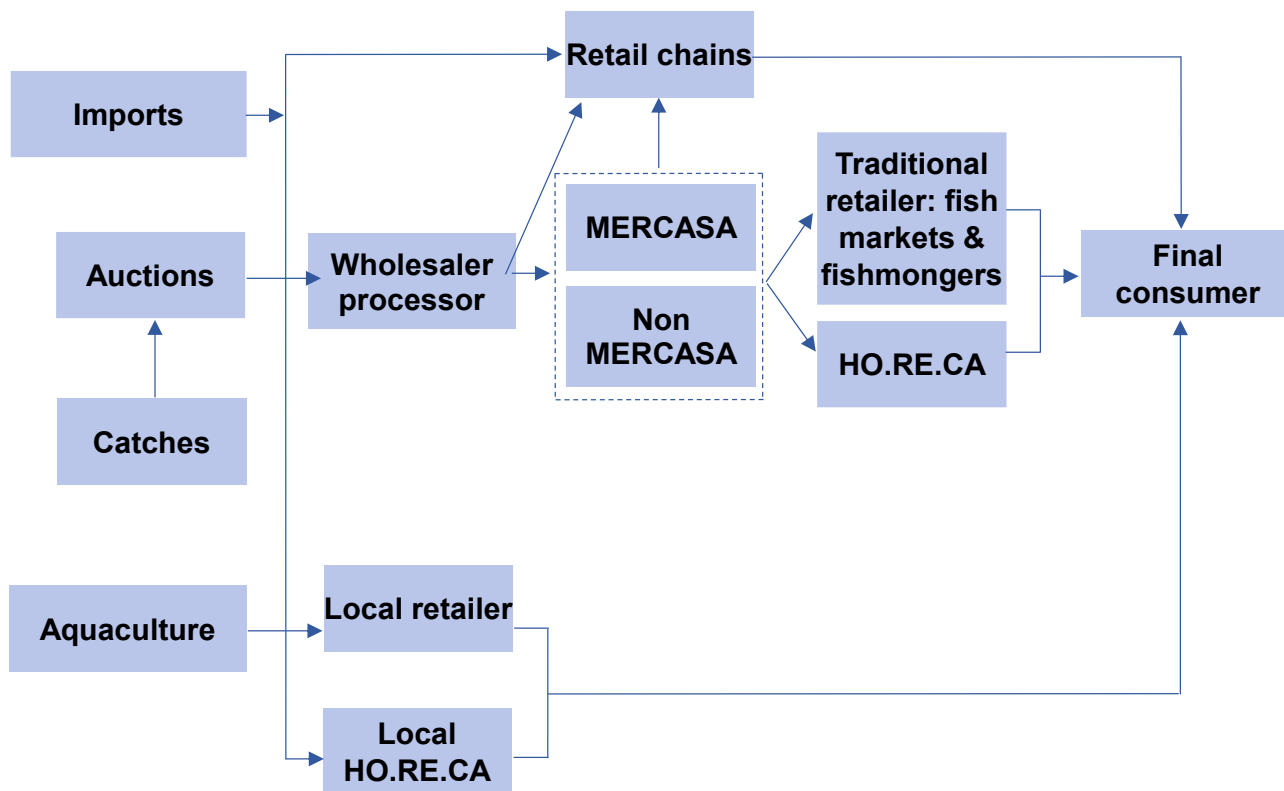 Retail chains
Imports
Traditional
retailer: fish
markets &
fishmongers
MERCASA
Auctions
Wholesaler
processor
Final
consumer
Non
MERCASA
HO.RE.CA
Catches
Local retailer
Aquaculture
Local
HO.RE.CA